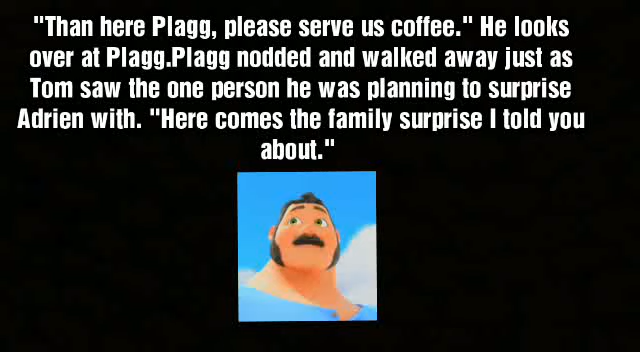 "Than here Plagg, please serve us coffee." He looks
over at Plagg.Plagg nodded and walked away just as
Tom saw the one person he was planning to surprise
Adrien with. "Here comes the family surprise I told you
about."